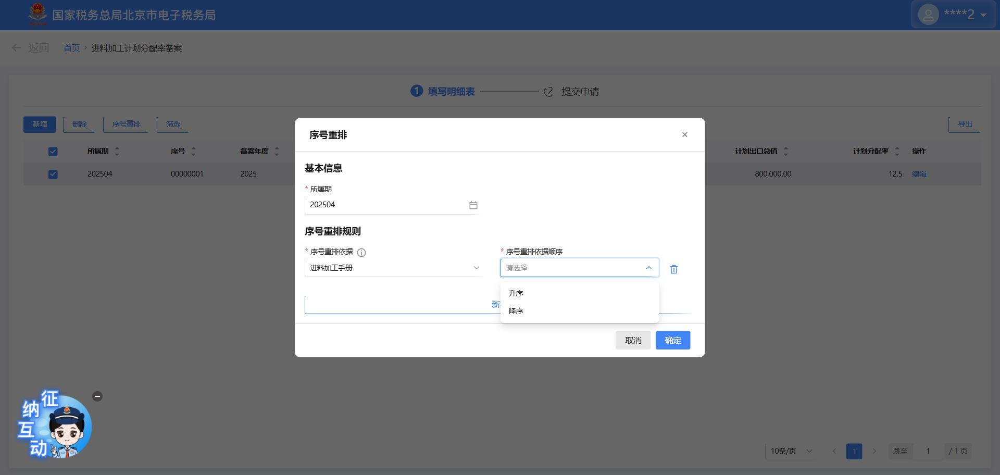 国家税务总局北京市电子税务局
****2
返回
首页 > 进料加工计划分配率备案
1 填写明细表
2 提交申请
新增 删除 序号重排 筛选 导出
所属期 序号 备案年度 计划出口总值 计划分配率 操作
202504 00000001 2025 800,000.00 12.5 编辑
序号重排
×
基本信息
* 所属期
202504
序号重排规则
* 序号重排依据
* 序号重排依据顺序
进料加工手册
请选择
升序
新
降序
取消 确定
征
纳
互
动
10条/页 < 1 > 跳至 1 / 1 页